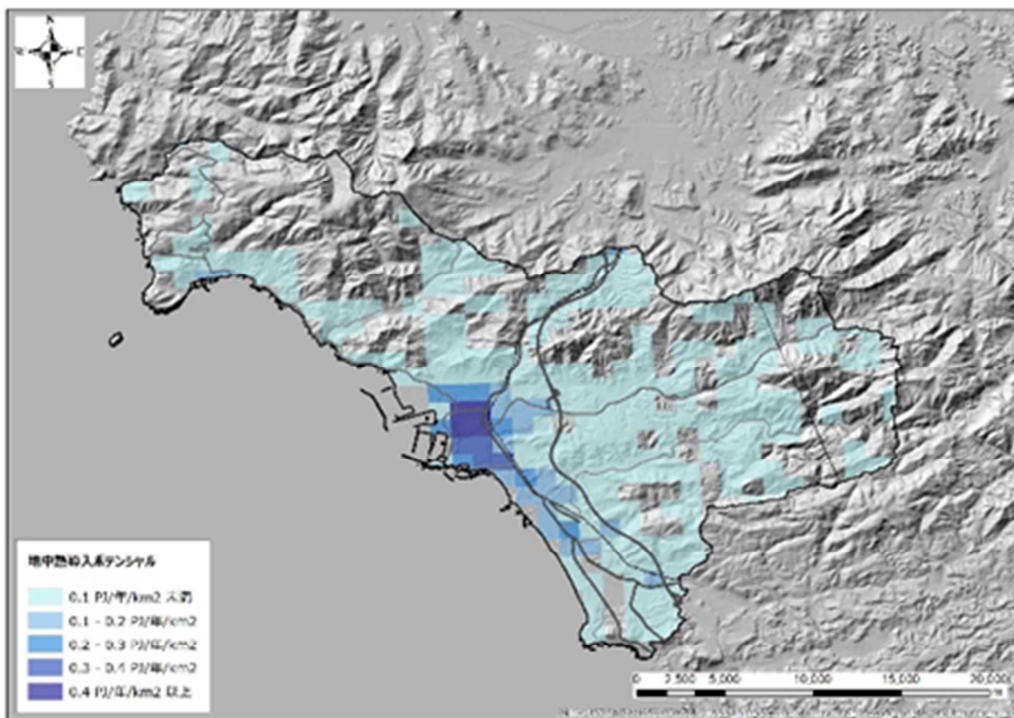 N
E
S
地中熱導入ポテンシャル
0.1 PJ/年/km2 未満
0.1 - 0.2 PJ/年/km2
0.2 - 0.3 PJ/年/km2
0.3 - 0.4 PJ/年/km2
0.4 PJ/年/km2 以上
0 2,500 5,000 10,000 15,000 20,000